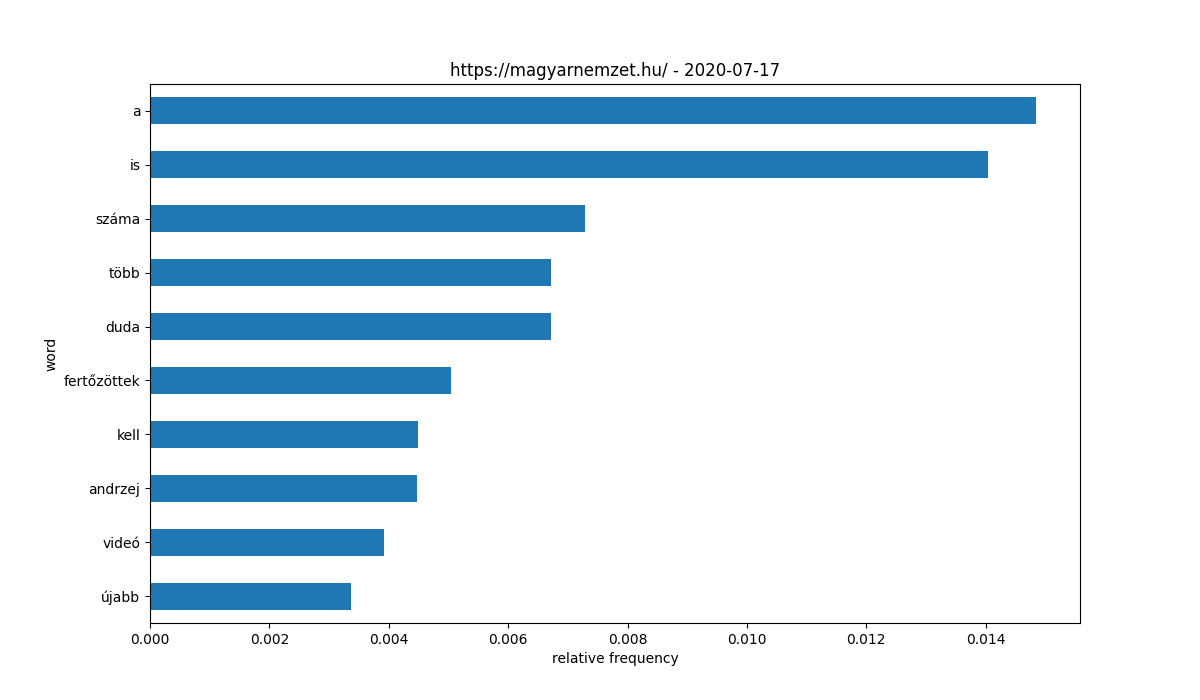 https://magyarnemzet.hu/ - 2020-07-17
word
a
is
száma
több
duda
fertőzöttek
kell
andrzej
videó
újabb
0.000 0.002 0.004 0.006 0.008 0.010 0.012 0.014
relative frequency